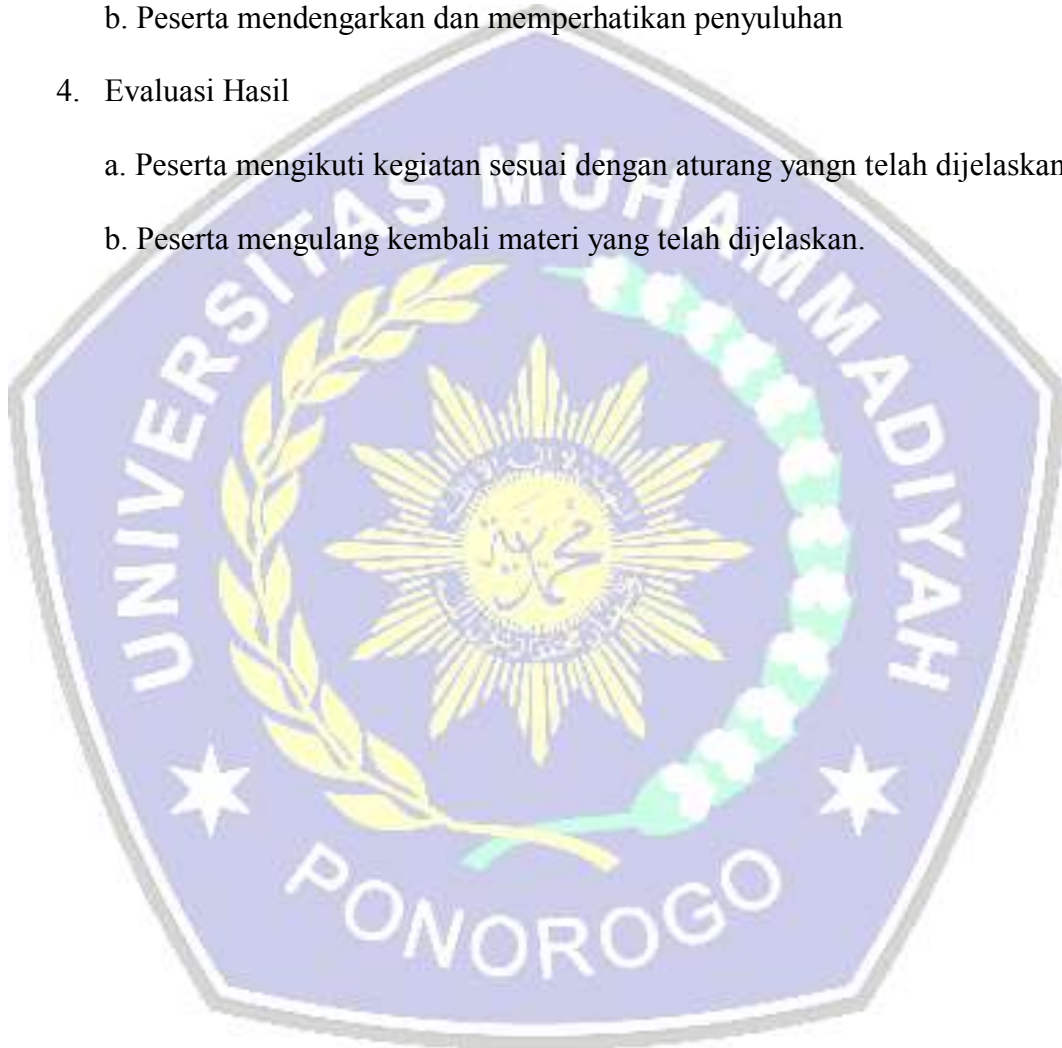 b. Peserta mendengarkan dan memperhatikan penyuluhan
4. Evaluasi Hasil
a. Peserta mengikuti kegiatan sesuai dengan aturang yangn telah dijelaskan
b. Peserta mengulang kembali materi yang telah dijelaskan.
UNIVERSITAS MUHAMMADIYAH
PONOROGO